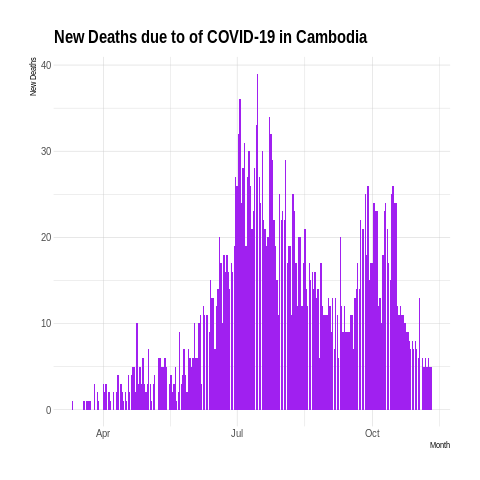 New Deaths due to of COVID-19 in Cambodia
New Deaths
40
30
20
10
0
Apr
Jul
Oct
Month